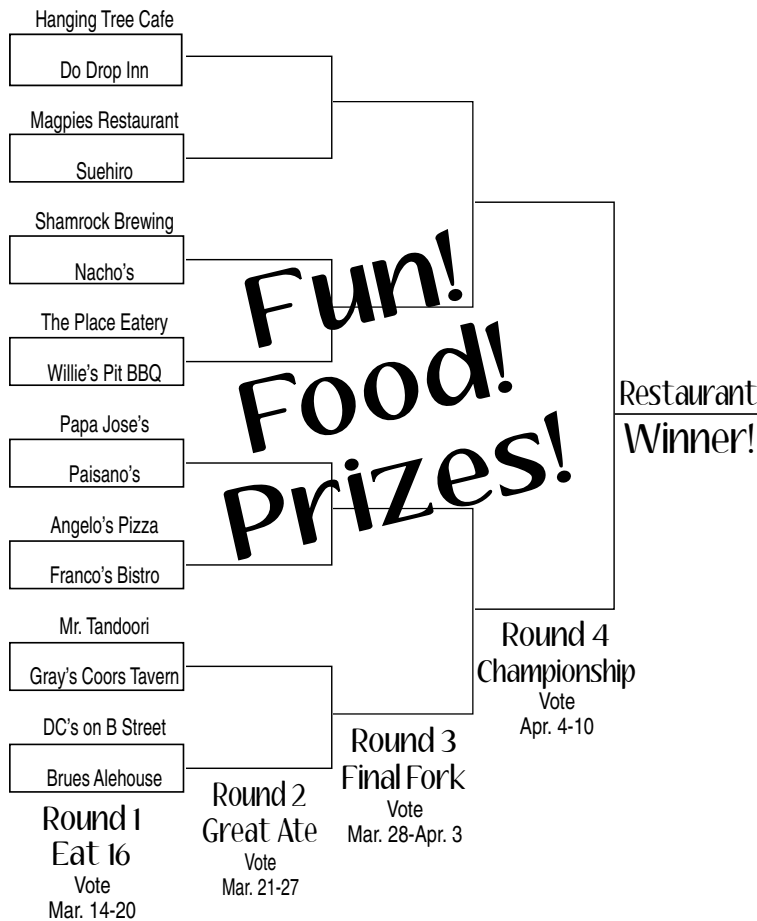 Hanging Tree Cafe
Do Drop Inn
Magpies Restaurant
Suehiro
Shamrock Brewing
Nacho's
The Place Eatery
Willie's Pit BBQ
Papa Jose's
Paisano's
Angelo's Pizza
Franco's Bistro
Mr. Tandoori
Gray's Coors Tavern
DC's on B Street
Brues Alehouse
Round 1
Eat 16
Vote
Mar. 14-20
Round 2
Great Ate
Vote
Mar. 21-27
Round 3
Final Fork
Vote
Mar. 28-Apr. 3
Round 4
Championship
Vote
Apr. 4-10
Restaurant
Winner!
Fun!
Food!
Prizes!